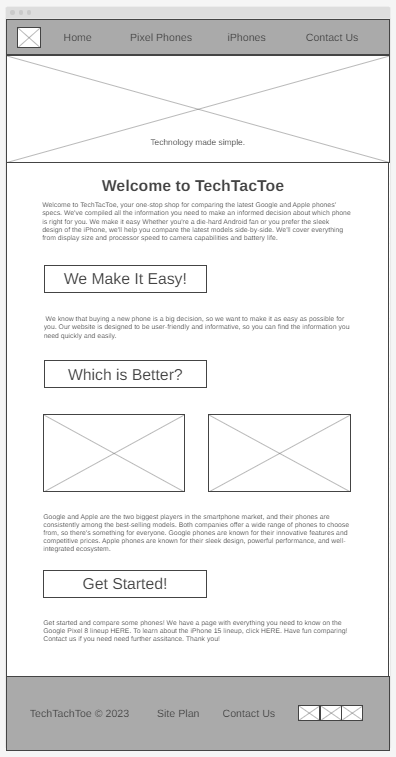 Home Pixel Phones iPhones Contact Us
Technology made simple.
Welcome to TechTacToe
Welcome to TechTacToe, your one-stop shop for comparing the latest Google and Apple phones'
specs. We've compiled all the information you need to make an informed decision about which phone
is right for you. We make it easy Whether you're a die-hard Android fan or you prefer the sleek
design of the iPhone, we'll help you compare the latest models side-by-side. We'll cover everything
from display size and processor speed to camera capabilities and battery life.
We Make It Easy!
We know that buying a new phone is a big decision, so we want to make it as easy as possible for
you. Our website is designed to be user-friendly and informative, so you can find the information you
need quickly and easily.
Which is Better?
Google and Apple are the two biggest players in the smartphone market, and their phones are
consistently among the best-selling models. Both companies offer a wide range of phones to choose
from, so there's something for everyone. Google phones are known for their innovative features and
competitive prices. Apple phones are known for their sleek design, powerful performance, and well-
integrated ecosystem.
Get Started!
Get started and compare some phones! We have a page with everything you need to know on the
Google Pixel 8 lineup HERE. To learn about the iPhone 15 lineup, click HERE. Have fun comparing!
Contact us if you need further assitance. Thank you!
TechTachToe © 2023 Site Plan Contact Us